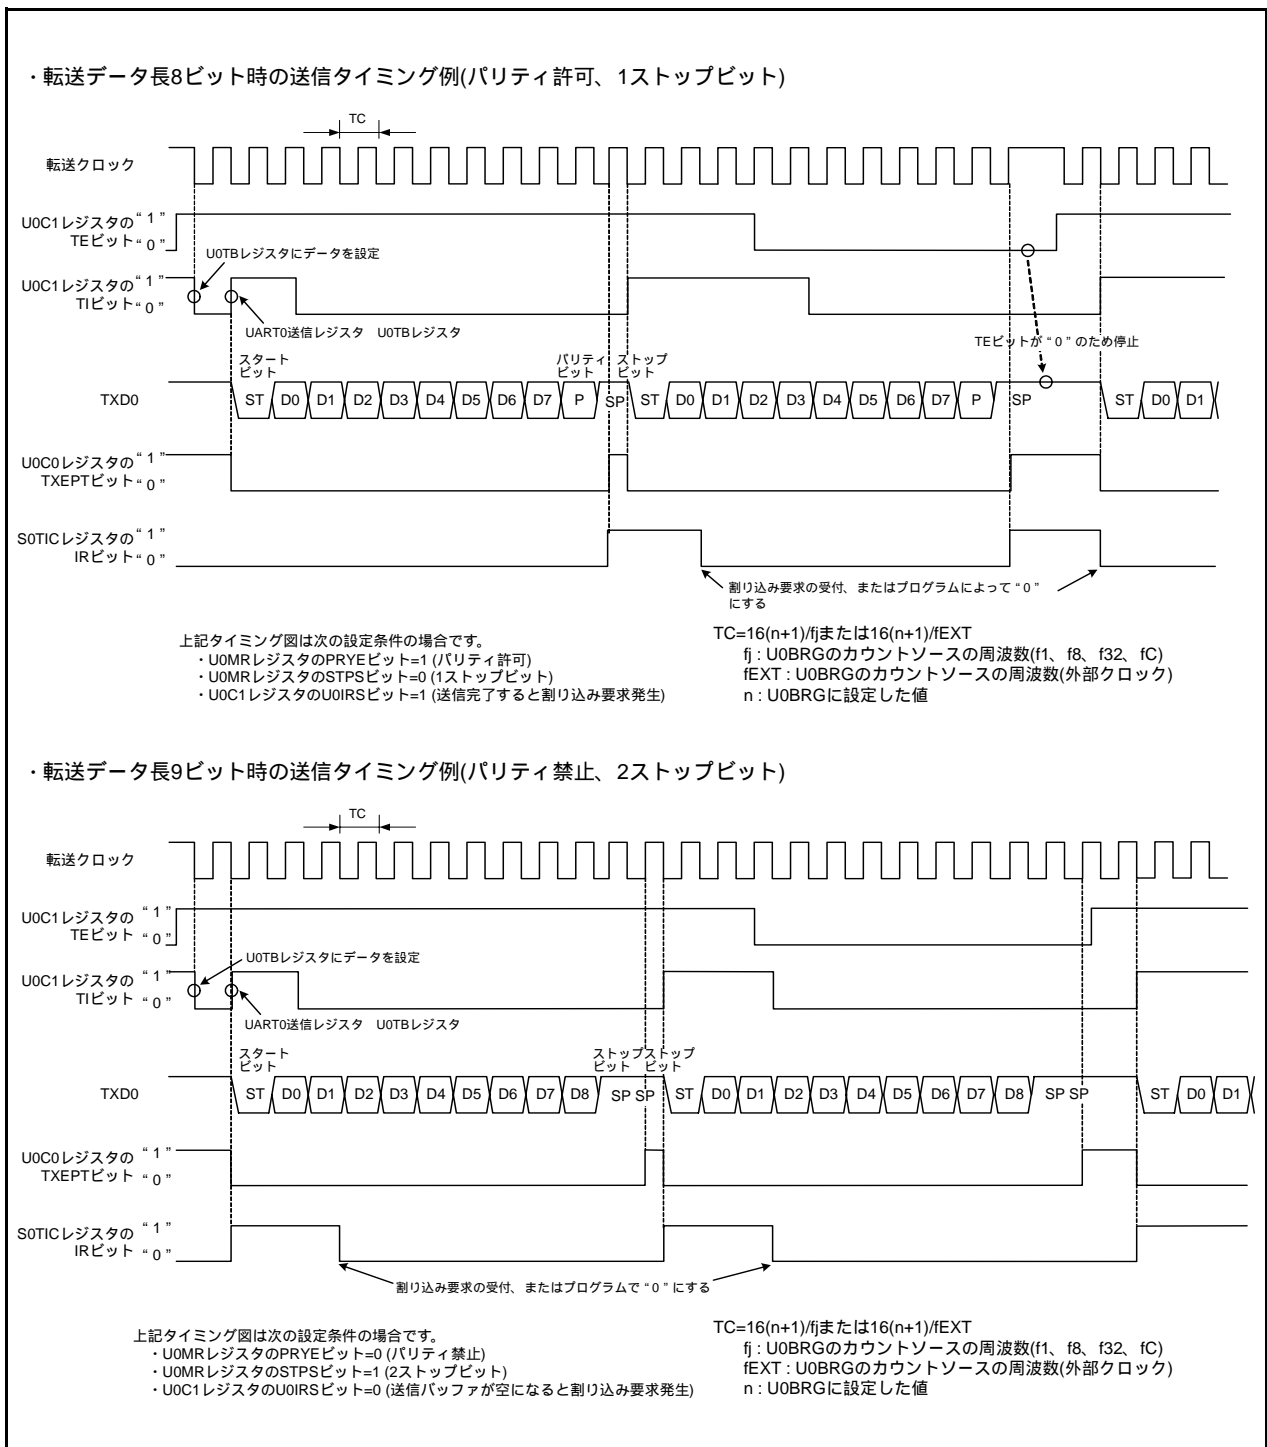 ・転送データ長8ビット時の送信タイミング例(パリティ許可、1ストップビット)
TC
転送クロック
U0C1レジスタの“ 1 ”
TEビット“ 0 ”
U0TBレジスタにデータを設定
U0C1レジスタの“ 1 ”
TIビット“ 0 ”
UART0送信レジスタ　U0TBレジスタ
TEビットが “ 0 ” のため停止
スタート
ビット
パリティ
ビット
ストップ
ビット
TXD0
ST D0 D1 D2 D3 D4 D5 D6 D7 P SP ST D0 D1 D2 D3 D4 D5 D6 D7 P SP ST D0 D1
U0C0レジスタの“ 1 ”
TXEPTビット“ 0 ”
S0TICレジスタの“ 1 ”
IRビット“ 0 ”
割り込み要求の受付、またはプログラムによって “ 0 ”
にする
上記タイミング図は次の設定条件の場合です。
・U0MRレジスタのPRYEビット=1 (パリティ許可)
・U0MRレジスタのSTPSビット=0 (1ストップビット)
・U0C1レジスタのU0IRSビット=1 (送信完了すると割り込み要求発生)
TC=16(n+1)/fjまたは16(n+1)/fEXT
fj : U0BRGのカウントソースの周波数(f1、f8、f32、fC)
fEXT : U0BRGのカウントソースの周波数(外部クロック)
n : U0BRGに設定した値
・転送データ長9ビット時の送信タイミング例(パリティ禁止、2ストップビット)
TC
転送クロック
U0C1レジスタの “ 1 ”
TEビット “ 0 ”
U0TBレジスタにデータを設定
U0C1レジスタの “ 1 ”
TIビット “ 0 ”
UART0送信レジスタ　U0TBレジスタ
スタート
ビット
ストップ
ビット
ストップ
ビット
TXD0
ST D0 D1 D2 D3 D4 D5 D6 D7 D8 SP SP ST D0 D1 D2 D3 D4 D5 D6 D7 D8 SP SP ST D0 D1
U0C0レジスタの “ 1 ”
TXEPTビット “ 0 ”
S0TICレジスタの “ 1 ”
IRビット “ 0 ”
割り込み要求の受付、またはプログラムで “ 0 ” にする
上記タイミング図は次の設定条件の場合です。
・U0MRレジスタのPRYEビット=0 (パリティ禁止)
・U0MRレジスタのSTPSビット=1 (2ストップビット)
・U0C1レジスタのU0IRSビット=0 (送信バッファが空になると割り込み要求発生)
TC=16(n+1)/fjまたは16(n+1)/fEXT
fj : U0BRGのカウントソースの周波数(f1、f8、f32、fC)
fEXT : U0BRGのカウントソースの周波数(外部クロック)
n : U0BRGに設定した値